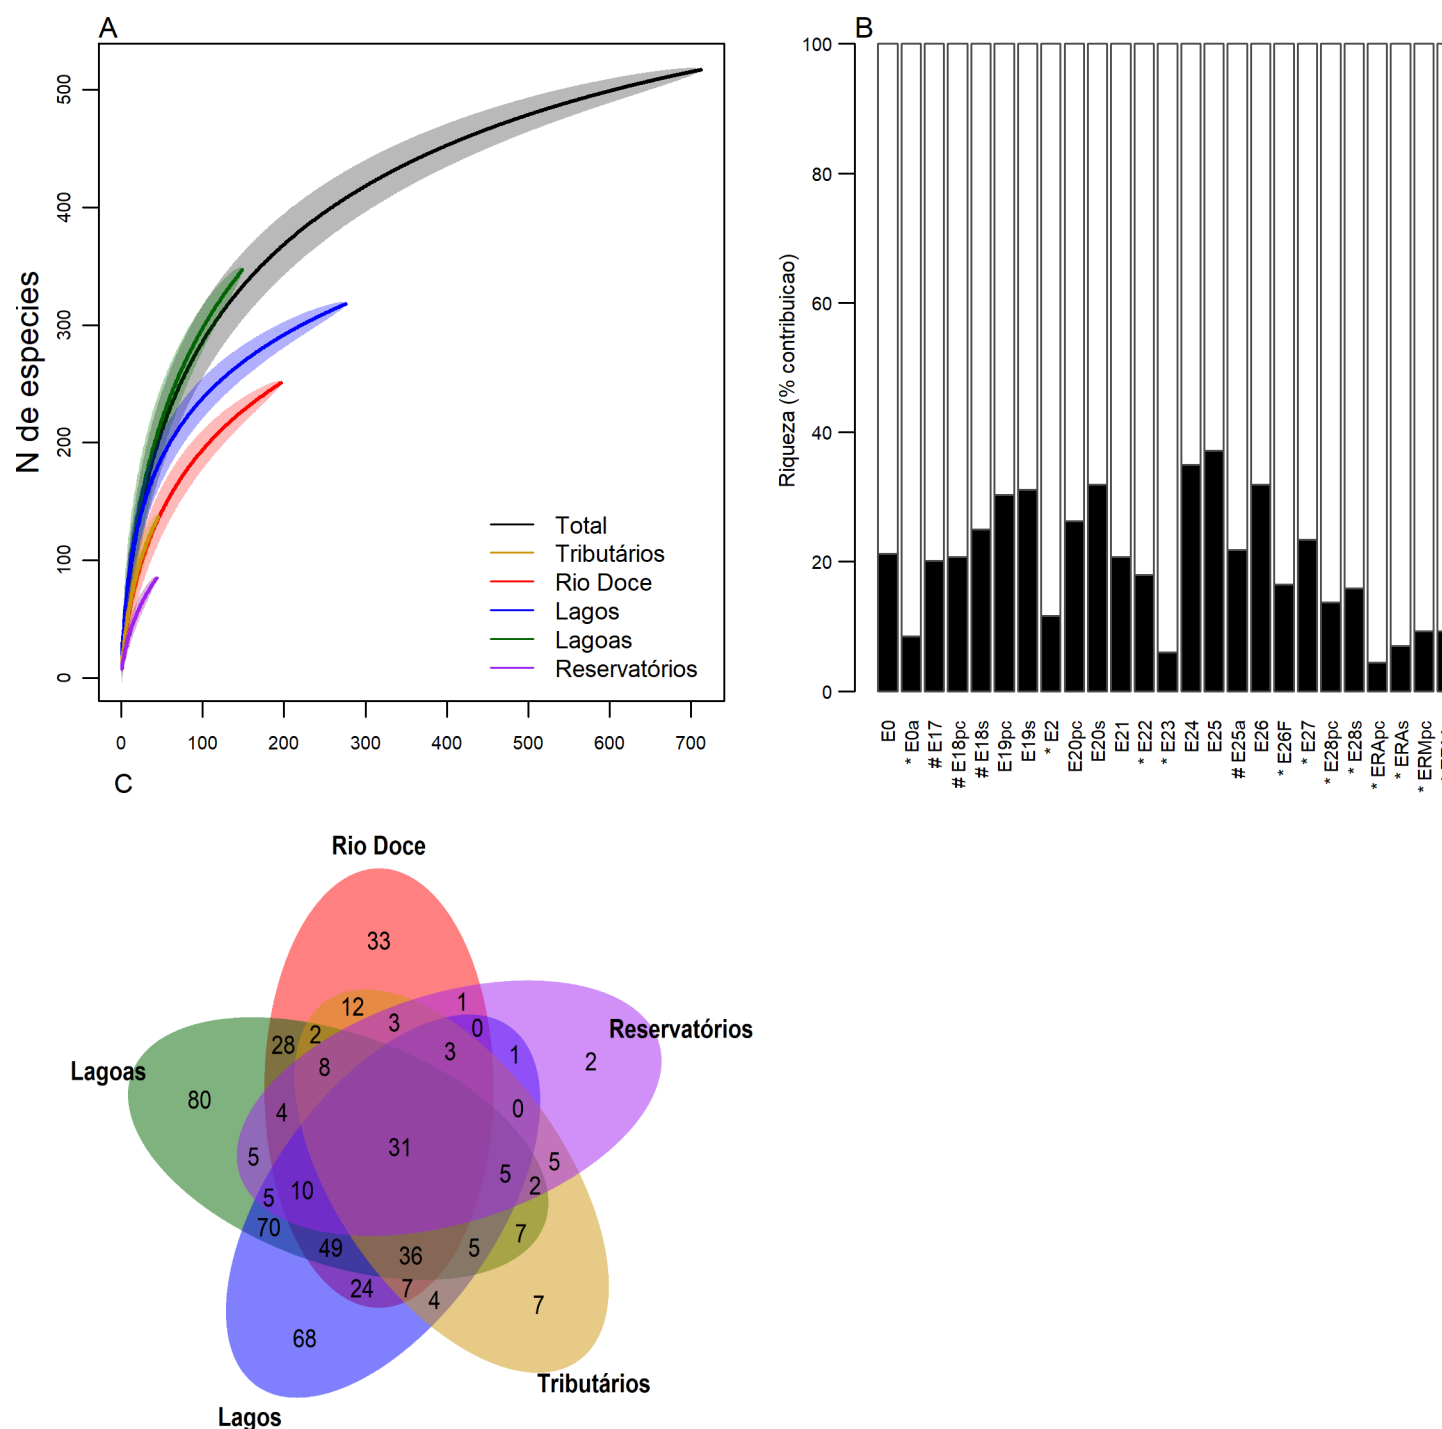 A
N de especies
500
400
300
200
100
0
0 100 200 300 400 500 600 700
Total
Tributários
Rio Doce
Lagos
Lagoas
Reservatórios
B
Riqueza (% contribuicao)
100
80
60
40
20
0
E0
* E0a
# E17
# E18pc
# E18s
E19pc
E19s
* E2
E20pc
E20s
E21
* E22
* E23
E24
E25
# E25a
E26
* E26F
* E27
* E28pc
* E28s
* ERApc
* ERAs
* ERMpc
C
Rio Doce
33
Reservatórios
12 3 1 0
28 2 8 3 1 2
Lagoas
80 4 0
31
5 5 5 2
5 10
70 49 36 5 7
24 7 4 7
68
Tributários
Lagos